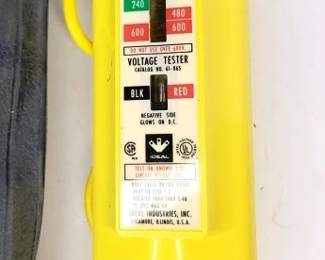 240
480
600 600
DO NOT USE OVER 600V.
VOLTAGE TESTER
CATALOG NO. 61-065
BLK RED
NEGATIVE SIDE
GLOWS ON D.C.
IDEAL
TEST ON KNOWN LIVE
CIRCUIT BEFORE USE
IDEAL INDUSTRIES, INC.
SYCAMORE, ILLINOIS, U.S.A.